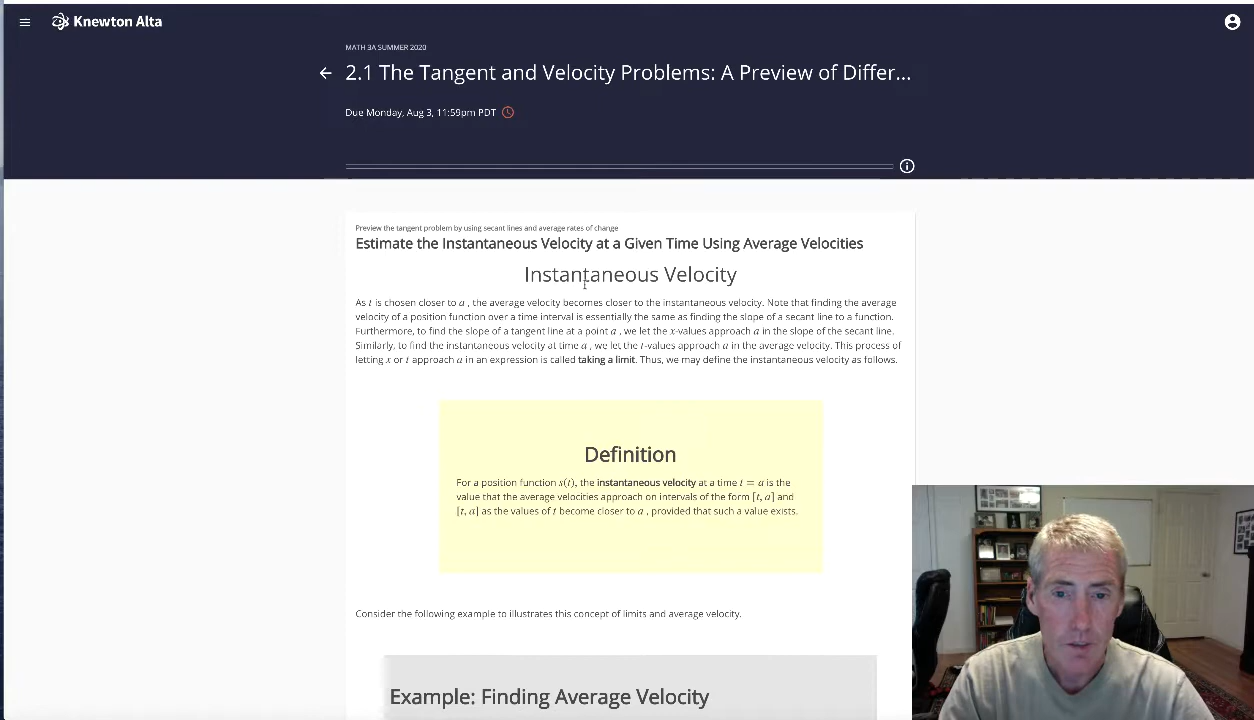 Knewton Alta
MATH 3A SUMMER 2020
2.1 The Tangent and Velocity Problems: A Preview of Differ...
Due Monday, Aug 3, 11:59pm PDT
Preview the tangent problem by using secant lines and average rates of change
Estimate the Instantaneous Velocity at a Given Time Using Average Velocities
Instantaneous Velocity
As t is chosen closer to a , the average velocity becomes closer to the instantaneous velocity. Note that finding the average
velocity of a position function over a time interval is essentially the same as finding the slope of a secant line to a function.
Furthermore, to find the slope of a tangent line at a point a , we let the x-values approach a in the slope of the secant line.
Similarly, to find the instantaneous velocity at time a , we let the t-values approach a in the average velocity. This process of
letting x or t approach a in an expression is called taking a limit. Thus, we may define the instantaneous velocity as follows.
Definition
For a position function s(t), the instantaneous velocity at a time t = a is the
value that the average velocities approach on intervals of the form [t, a] and
[t, a] as the values of t become closer to a , provided that such a value exists.
Consider the following example to illustrates this concept of limits and average velocity.
Example: Finding Average Velocity